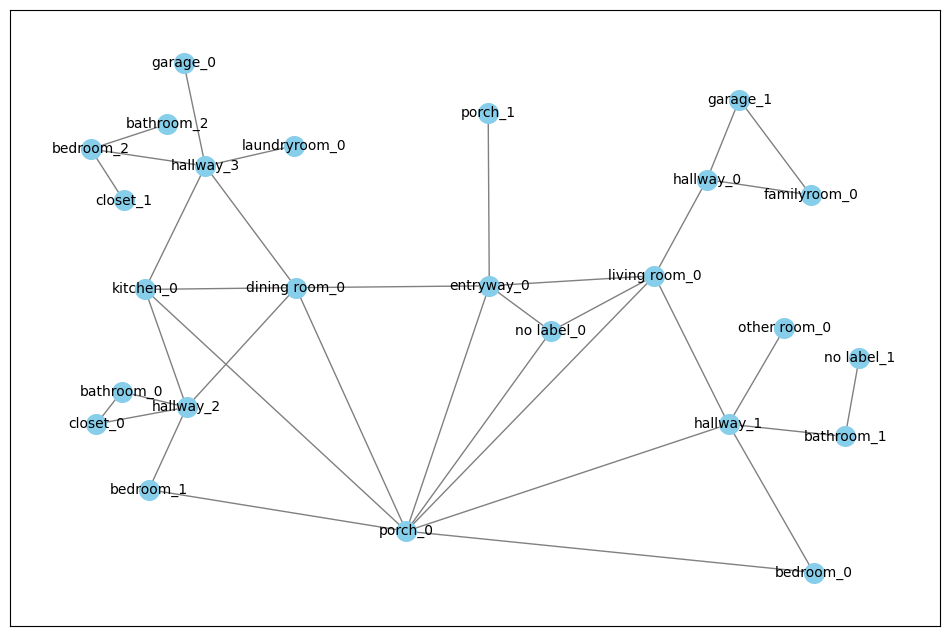 garage_0
garage_1
porch_1
bathroom_2
laundryroom_0
bedroom_2
hallway_3
hallway_0
familyroom_0
closet_1
living room_0
kitchen_0
dining room_0
entryway_0
no label_0
other room_0
no label_1
bathroom_0
hallway_2
closet_0
hallway_1
bathroom_1
bedroom_1
porch_0
bedroom_0